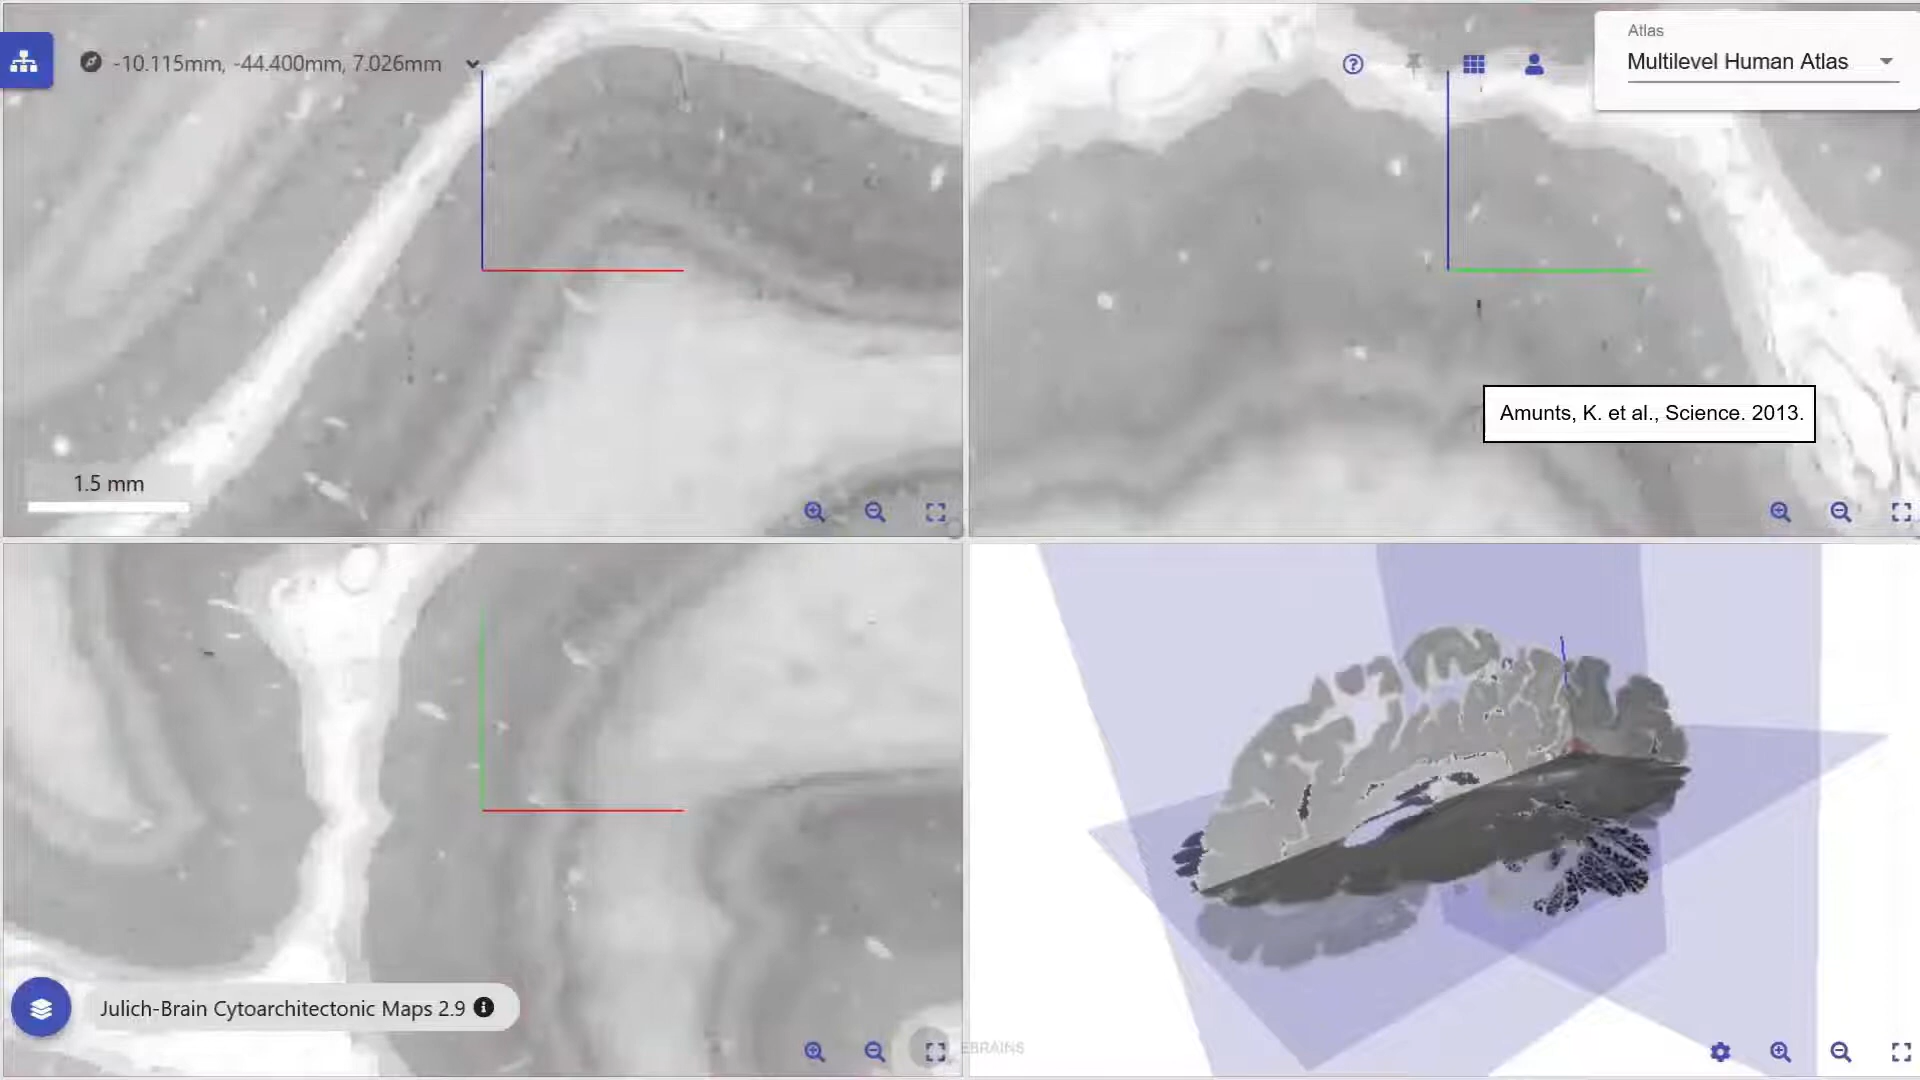 -10.115mm, -44.400mm, 7.026mm
Atlas
Multilevel Human Atlas
Amunts, K. et al., Science. 2013.
1.5 mm
Julich-Brain Cytoarchitectonic Maps 2.9
EBRAINS